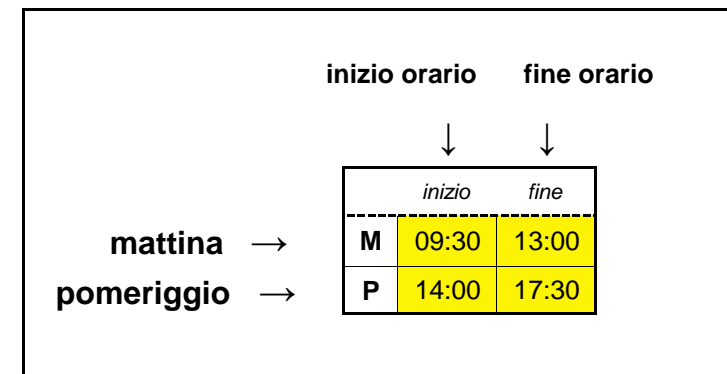 inizio orario fine orario
↓ ↓
inizio fine
mattina → M 09:30 13:00
pomeriggio → P 14:00 17:30